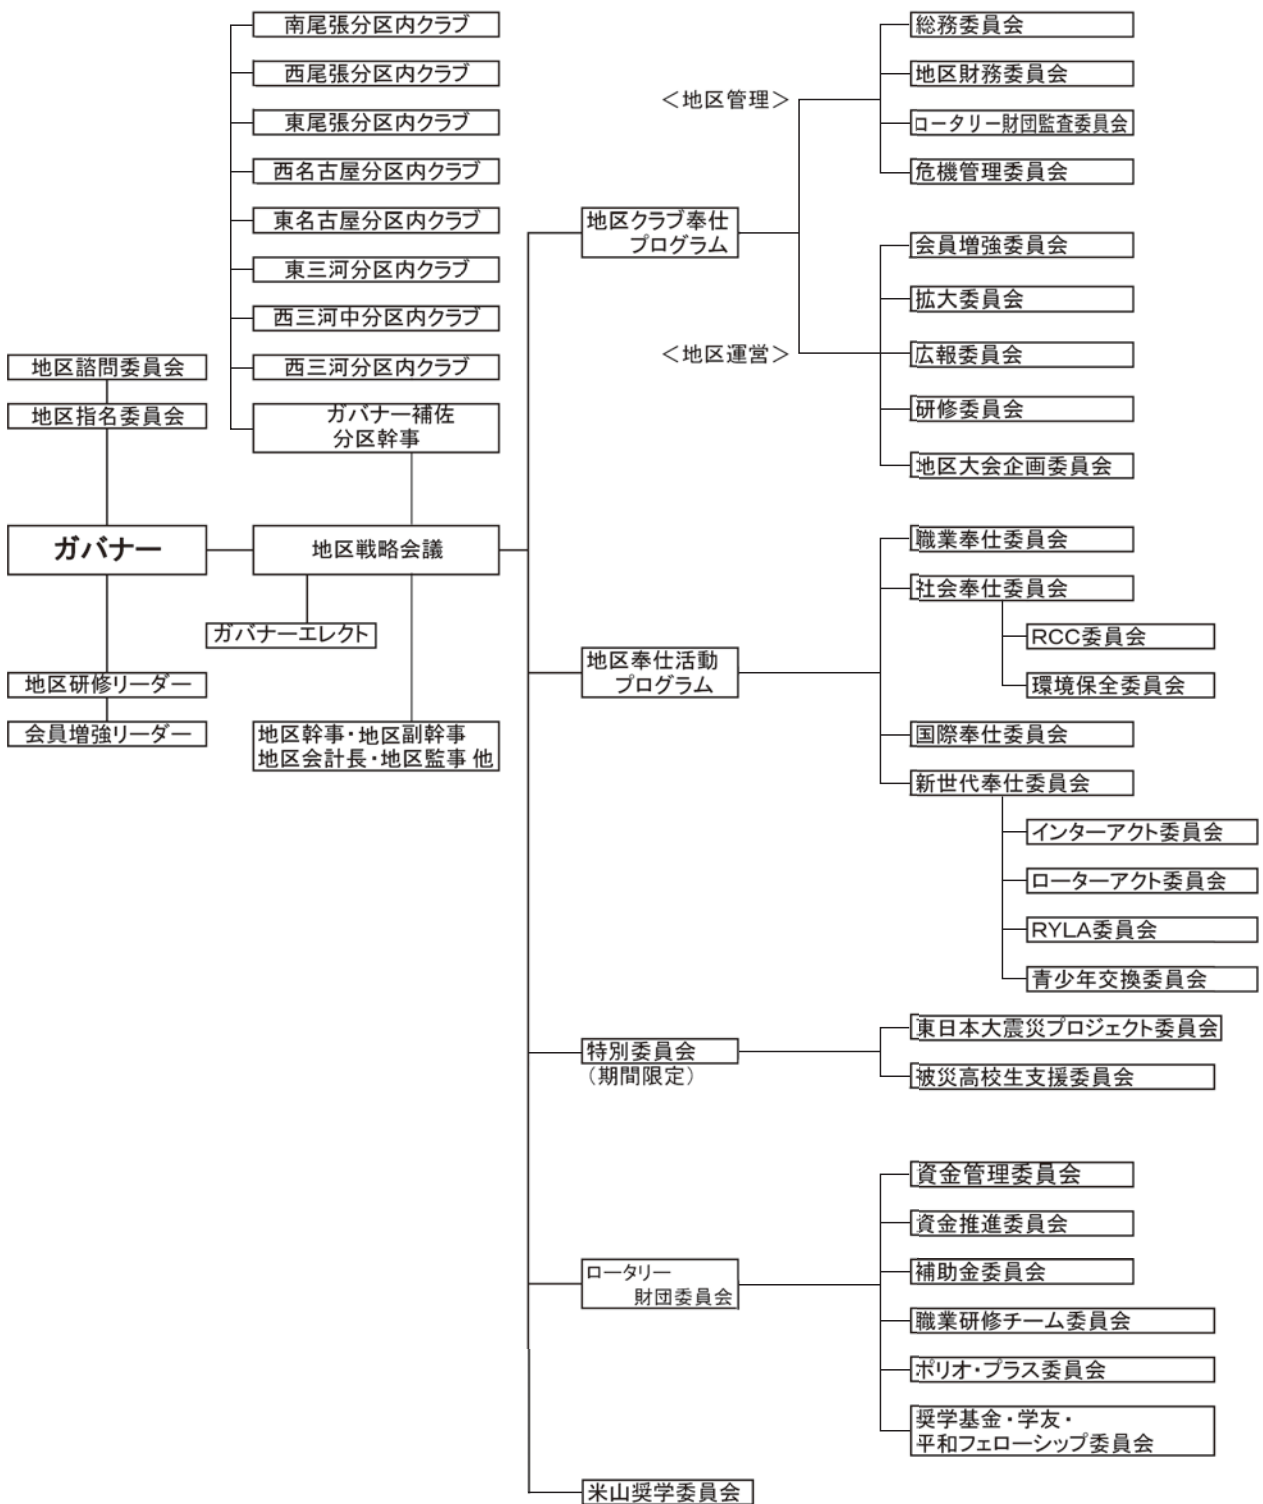 南尾張分区内クラブ
西尾張分区内クラブ
東尾張分区内クラブ
西名古屋分区内クラブ
東名古屋分区内クラブ
東三河分区内クラブ
西三河中分区内クラブ
西三河分区内クラブ
ガバナー補佐
分区幹事
地区諮問委員会
地区指名委員会
ガバナー
地区研修リーダー
会員増強リーダー
地区戦略会議
ガバナーエレクト
地区幹事・地区副幹事
地区会計長・地区監事 他
地区クラブ奉仕
プログラム
＜地区管理＞
総務委員会
地区財務委員会
ロータリー財団監査委員会
危機管理委員会
＜地区運営＞
会員増強委員会
拡大委員会
広報委員会
研修委員会
地区大会企画委員会
地区奉仕活動
プログラム
職業奉仕委員会
社会奉仕委員会
RCC委員会
環境保全委員会
国際奉仕委員会
新世代奉仕委員会
インターアクト委員会
ローターアクト委員会
RYLA委員会
青少年交換委員会
特別委員会
（期間限定）
東日本大震災プロジェクト委員会
被災高校生支援委員会
ロータリー
財団委員会
資金管理委員会
資金推進委員会
補助金委員会
職業研修チーム委員会
ポリオ・プラス委員会
奨学基金・学友・
平和フェローシップ委員会
米山奨学委員会